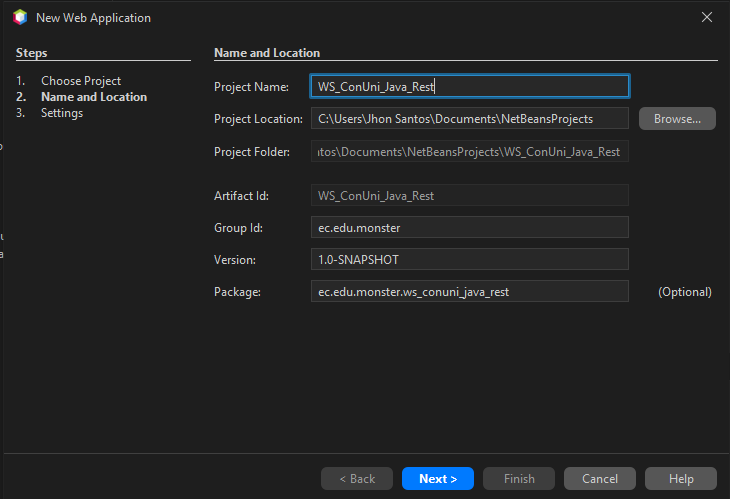 New Web Application
Steps
1. Choose Project
2. Name and Location
3. Settings
Name and Location
Project Name: WS_ConUni_Java_Rest
Project Location: C:\Users\Jhon Santos\Documents\NetBeansProjects Browse...
Project Folder: ıtos\Documents\NetBeansProjects\WS_ConUni_Java_Rest
Artifact Id: WS_ConUni_Java_Rest
Group Id: ec.edu.monster
Version: 1.0-SNAPSHOT
Package: ec.edu.monster.ws_conuni_java_rest (Optional)
< Back Next > Finish Cancel Help